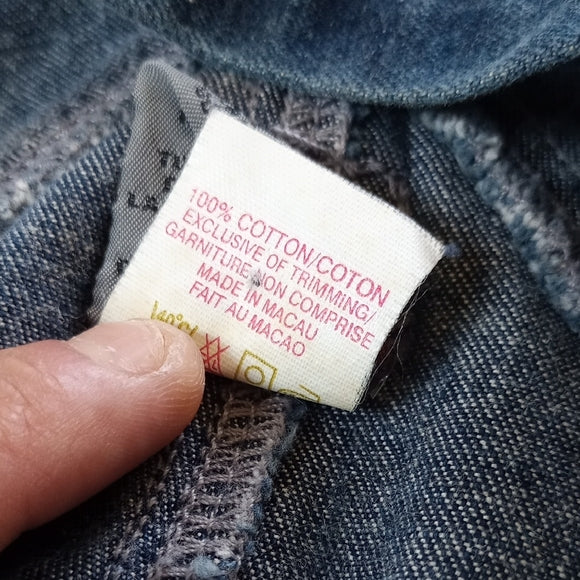 100% COTTON/COTON
EXCLUSIVE OF TRIMMING/
GARNITURE NON COMPRISE
MADE IN MACAU
FAIT AU MACAO